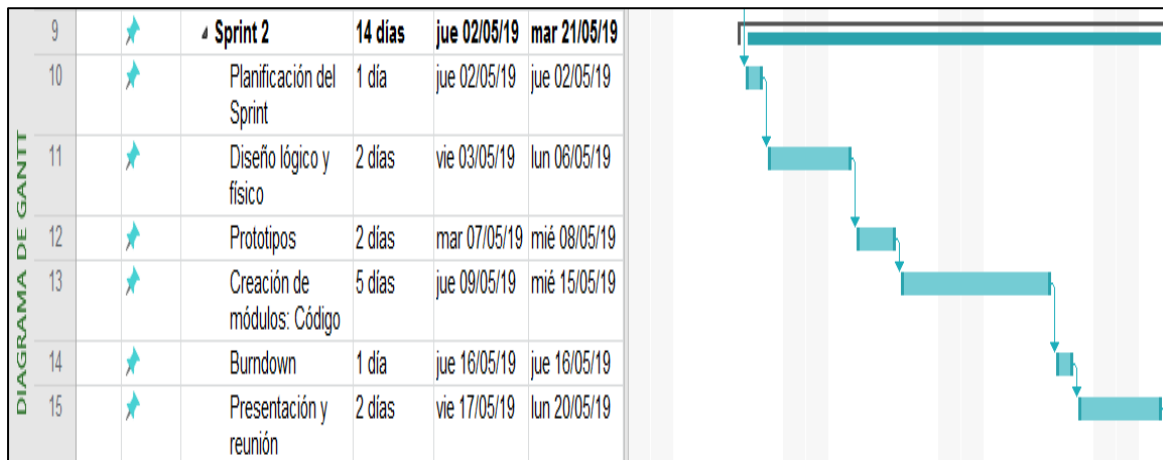 DIAGRAMA DE GANTT
9 Sprint 2 14 días jue 02/05/19 mar 21/05/19
10 Planificación del 1 día jue 02/05/19 jue 02/05/19
Sprint
11 Diseño lógico y 2 días vie 03/05/19 lun 06/05/19
físico
12 Prototipos 2 días mar 07/05/19 mié 08/05/19
13 Creación de 5 días jue 09/05/19 mié 15/05/19
módulos: Código
14 Burndown 1 día jue 16/05/19 jue 16/05/19
15 Presentación y 2 días vie 17/05/19 lun 20/05/19
reunión